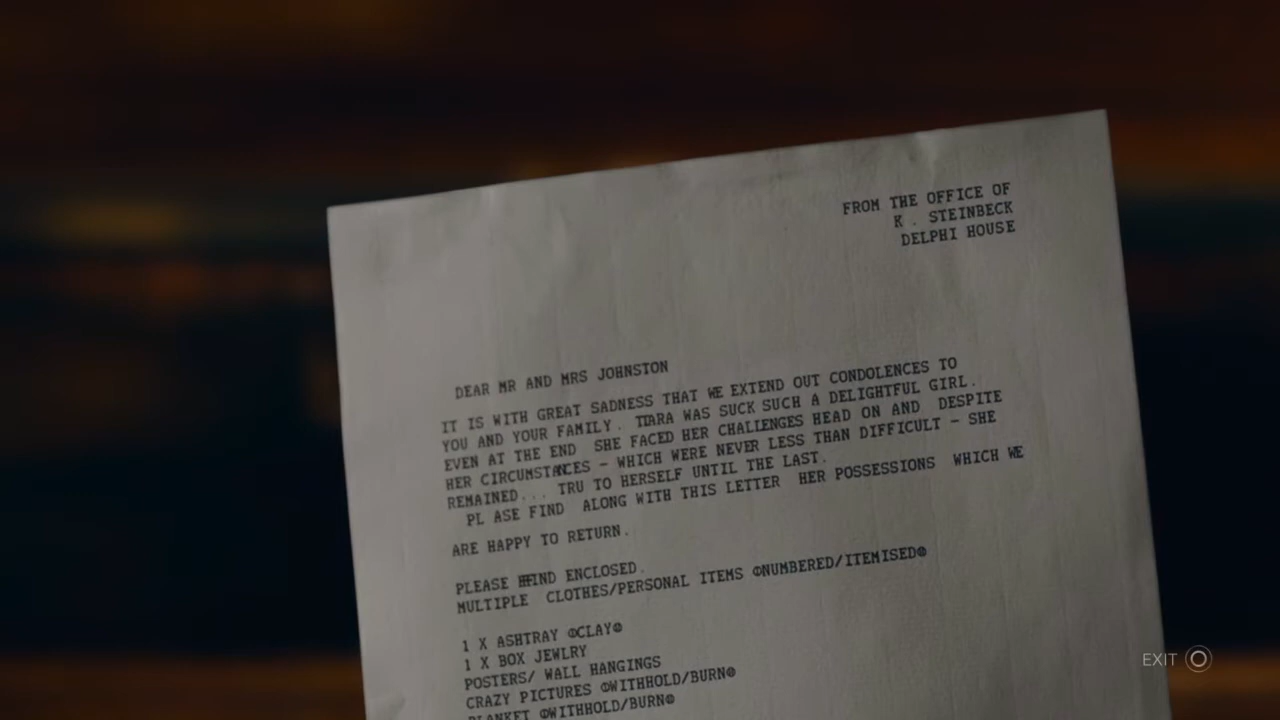 FROM THE OFFICE OF
K . STEINBECK
DELPHI HOUSE
DEAR MR AND MRS JOHNSTON
IT IS WITH GREAT SADNESS THAT WE EXTEND OUT CONDOLENCES TO
YOU AND YOUR FAMILY . TIARA WAS SUCK SUCH A DELIGHTFUL GIRL.
EVEN AT THE END  SHE FACED HER CHALLENGES HEAD ON AND  DESPITE
HER CIRCUMSTANCES - WHICH WERE NEVER LESS THAN DIFFICULT - SHE
REMAINED... TRU TO HERSELF UNTIL THE LAST.
PL ASE FIND  ALONG WITH THIS LETTER  HER POSSESSIONS  WHICH WE
ARE HAPPY TO RETURN.
PLEASE FIND ENCLOSED.
MULTIPLE  CLOTHES/PERSONAL ITEMS @NUMBERED/ITEMISED@
1 X ASHTRAY @CLAY@
1 X BOX JEWLRY
POSTERS/ WALL HANGINGS
CRAZY PICTURES @WITHHOLD/BURN@
BLANKET @WITHHOLD/BURN@
EXIT